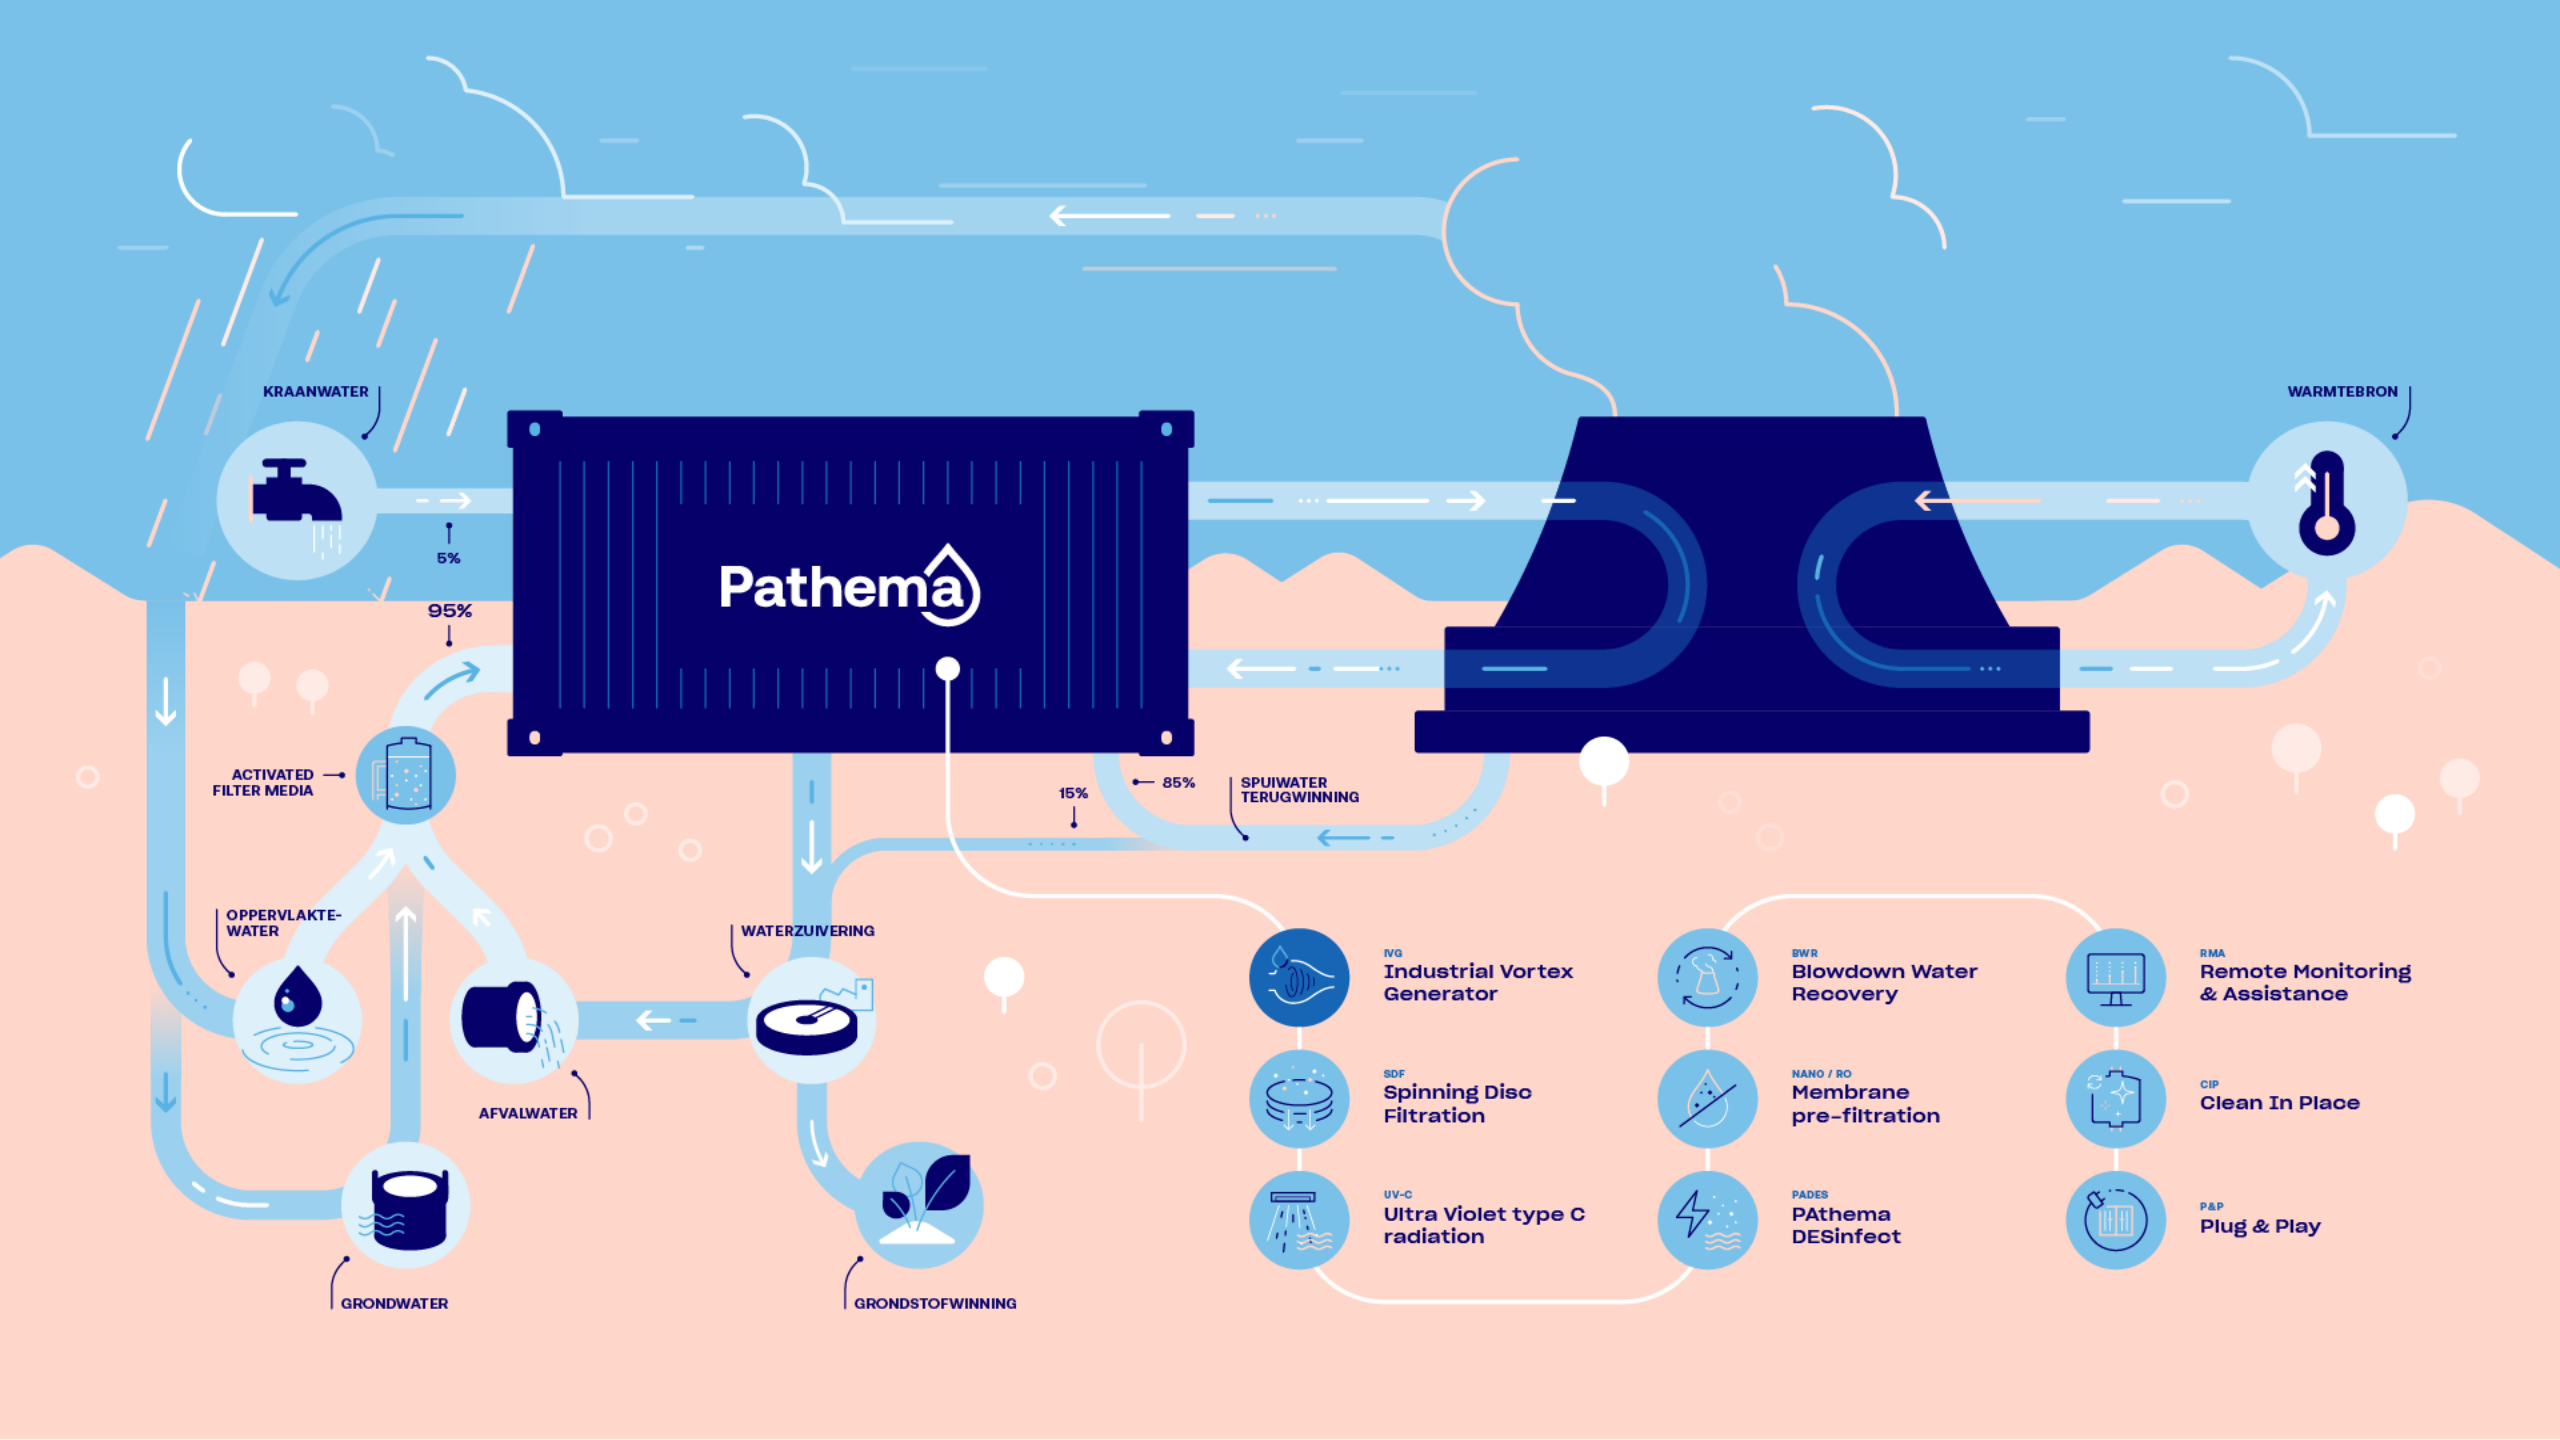 KRAANWATER
WARMTEBRON
5%
95%
Pathema
ACTIVATED
FILTER MEDIA
15%
85%
SPUIWATER
TERUGWINNING
OPPERVLAKTE-
WATER
WATERZUIVERING
AFVALWATER
GRONDWATER
GRONDSTOFWINNING
IVG
Industrial Vortex
Generator
SDF
Spinning Disc
Filtration
UV-C
Ultra Violet type C
radiation
BWR
Blowdown Water
Recovery
NANO / RO
Membrane
pre-filtration
PADES
PAthema
DESinfect
RMA
Remote Monitoring
& Assistance
CIP
Clean In Place
P&P
Plug & Play